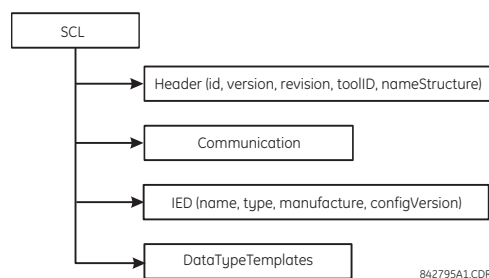 SCL
Header (id, version, revision, toolID, nameStructure)
Communication
IED (name, type, manufacture, configVersion)
DataTypeTemplates
842795A1.CDR